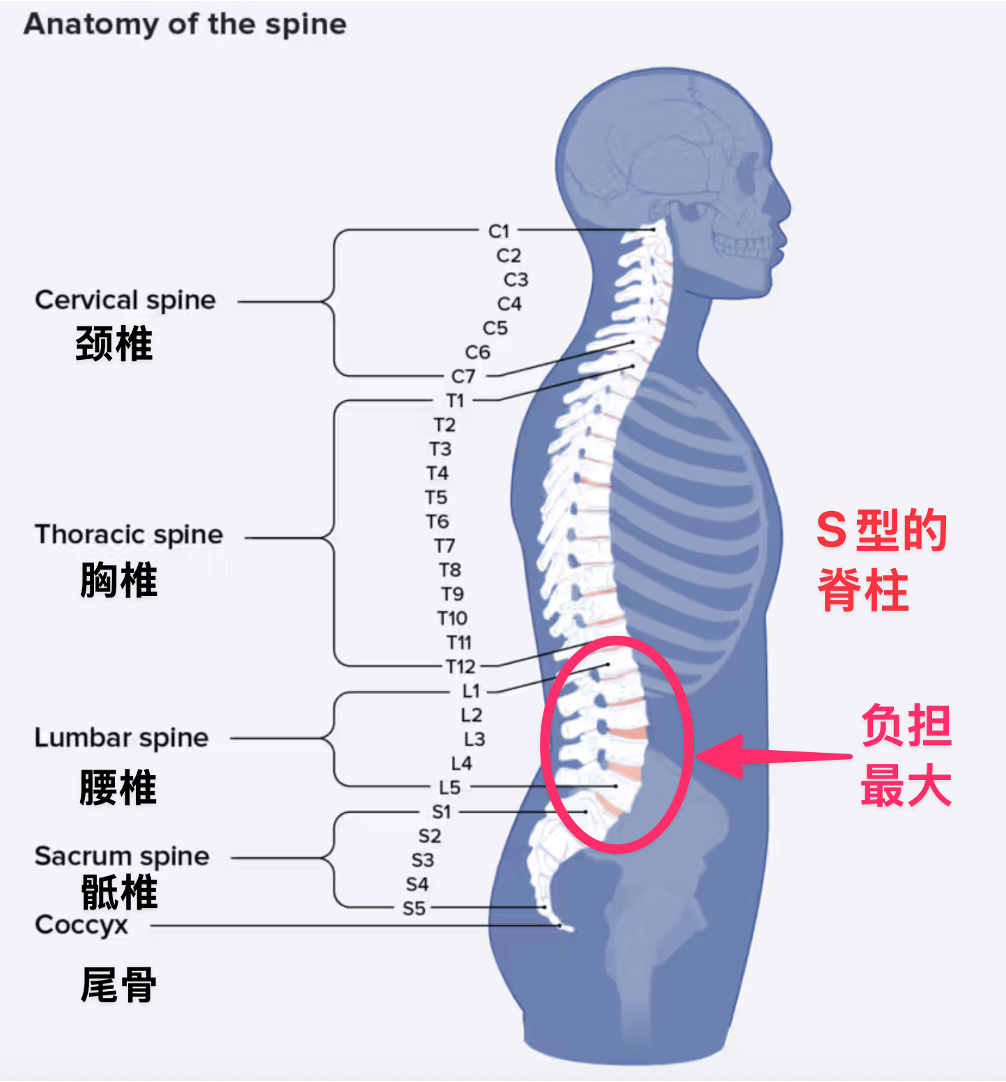 Anatomy of the spine
C1
C2
C3
Cervical spine
C4
颈椎
C5
C6
C7
T1
T2
T3
T4
T5
T6
Thoracic spine
胸椎
T7
T8
T9
T10
T11
T12
S型的
脊柱
L1
L2
Lumbar spine
L3
腰椎
L4
L5
负担
最大
S1
S2
Sacrum spine
S3
骶椎
S4
S5
Coccyx
尾骨